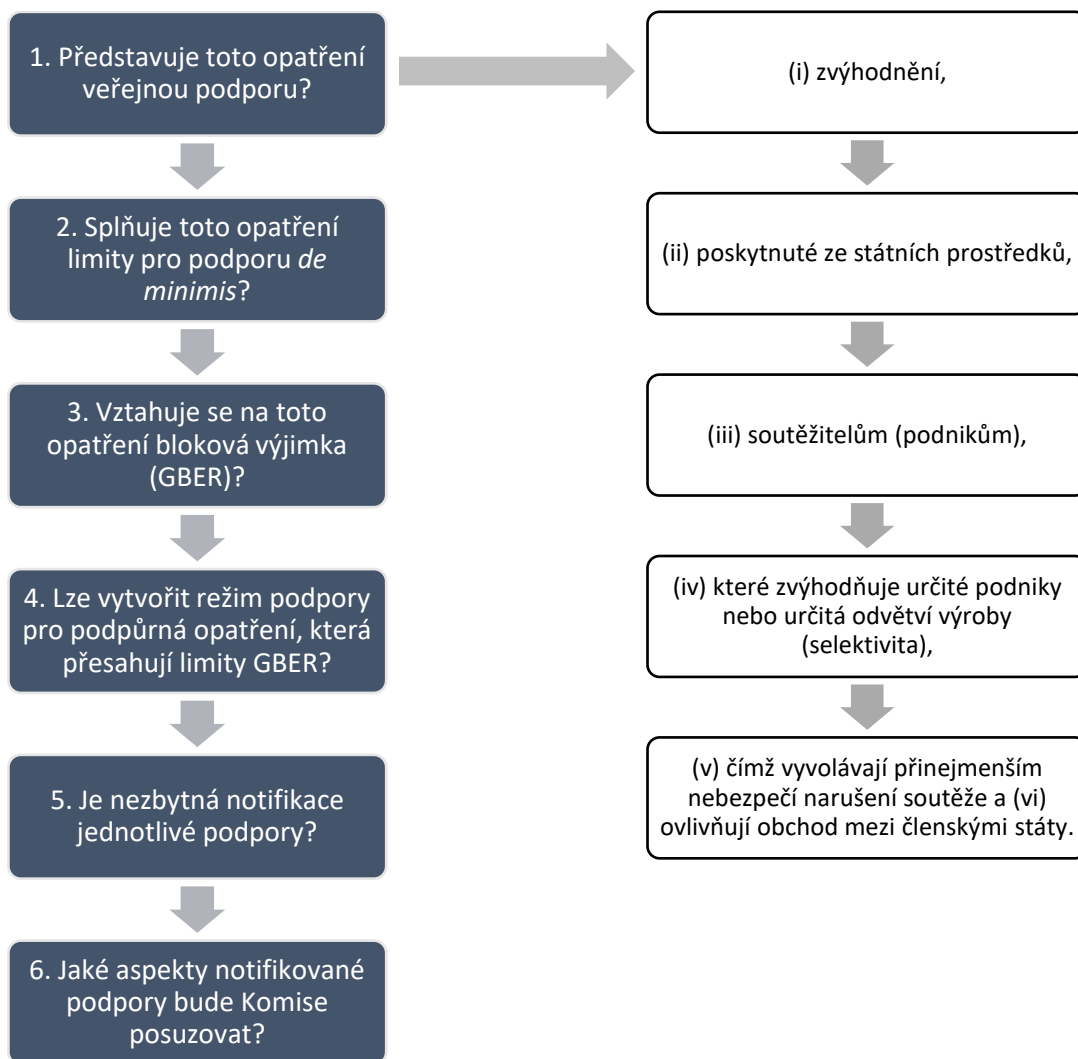 1. Představuje toto opatření
veřejnou podporu?
2. Splňuje toto opatření
limity pro podporu de
minimis?
3. Vztahuje se na toto
opatření bloková výjimka
(GBER)?
4. Lze vytvořit režim podpory
pro podpůrná opatření, která
přesahují limity GBER?
5. Je nezbytná notifikace
jednotlivé podpory?
6. Jaké aspekty notifikované
podpory bude Komise
posuzovat?
(i) zvýhodnění,
(ii) poskytnuté ze státních prostředků,
(iii) soutěžitelům (podnikům),
(iv) které zvýhodňuje určité podniky
nebo určitá odvětví výroby
(selektivita),
(v) čímž vyvolávají přinejmenším
nebezpečí narušení soutěže a (vi)
ovlivňují obchod mezi členskými státy.